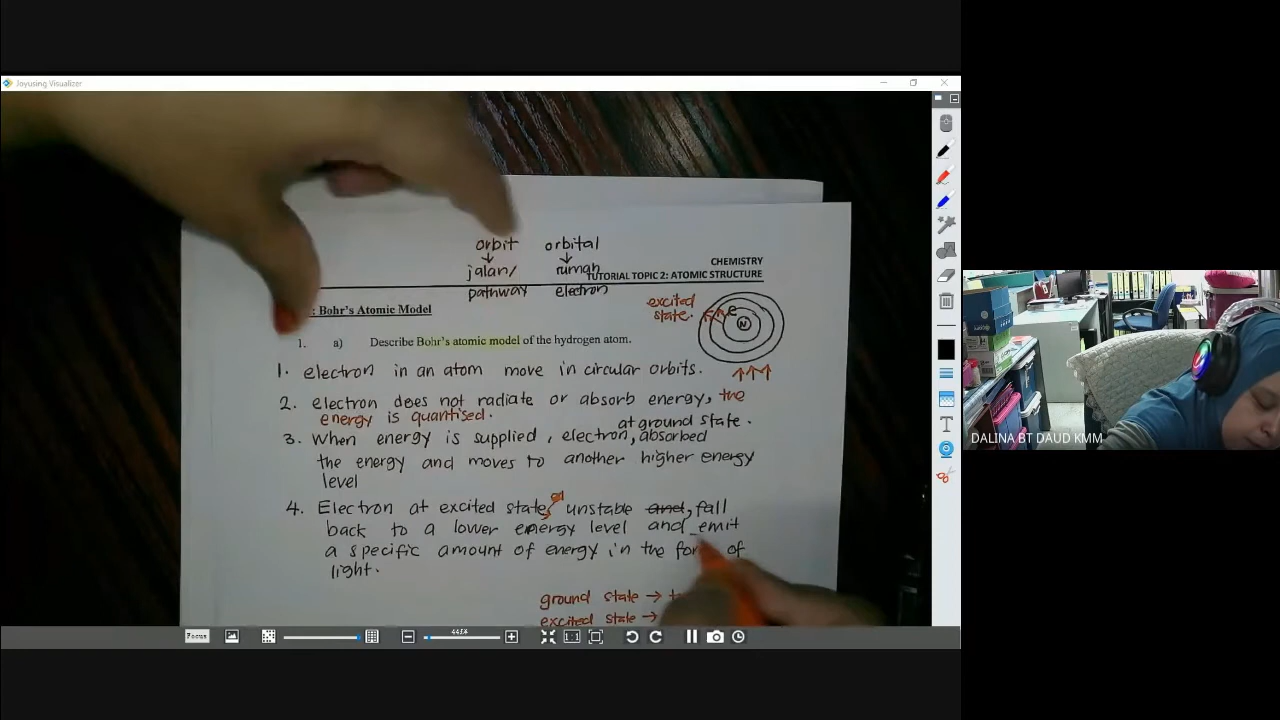 Joyusing Visualizer
orbit orbital
jalan/ rumah
pathway electron
CHEMISTRY
TUTORIAL TOPIC 2: ATOMIC STRUCTURE
: Bohr's Atomic Model
excited
state.
e
N
1. a) Describe Bohr's atomic model of the hydrogen atom.
1. electron in an atom move in circular orbits.
2. electron does not radiate or absorb energy, the
energy is quantised.
at ground state.
3. When energy is supplied, electron, absorbed
the energy and moves to another higher energy
level
4. Electron at excited state, unstable and, fall
back to a lower energy level and emit
a specific amount of energy in the of
light.
ground state →
excited state →
Focus
1:1
T
DALINA BT DAUD KMM